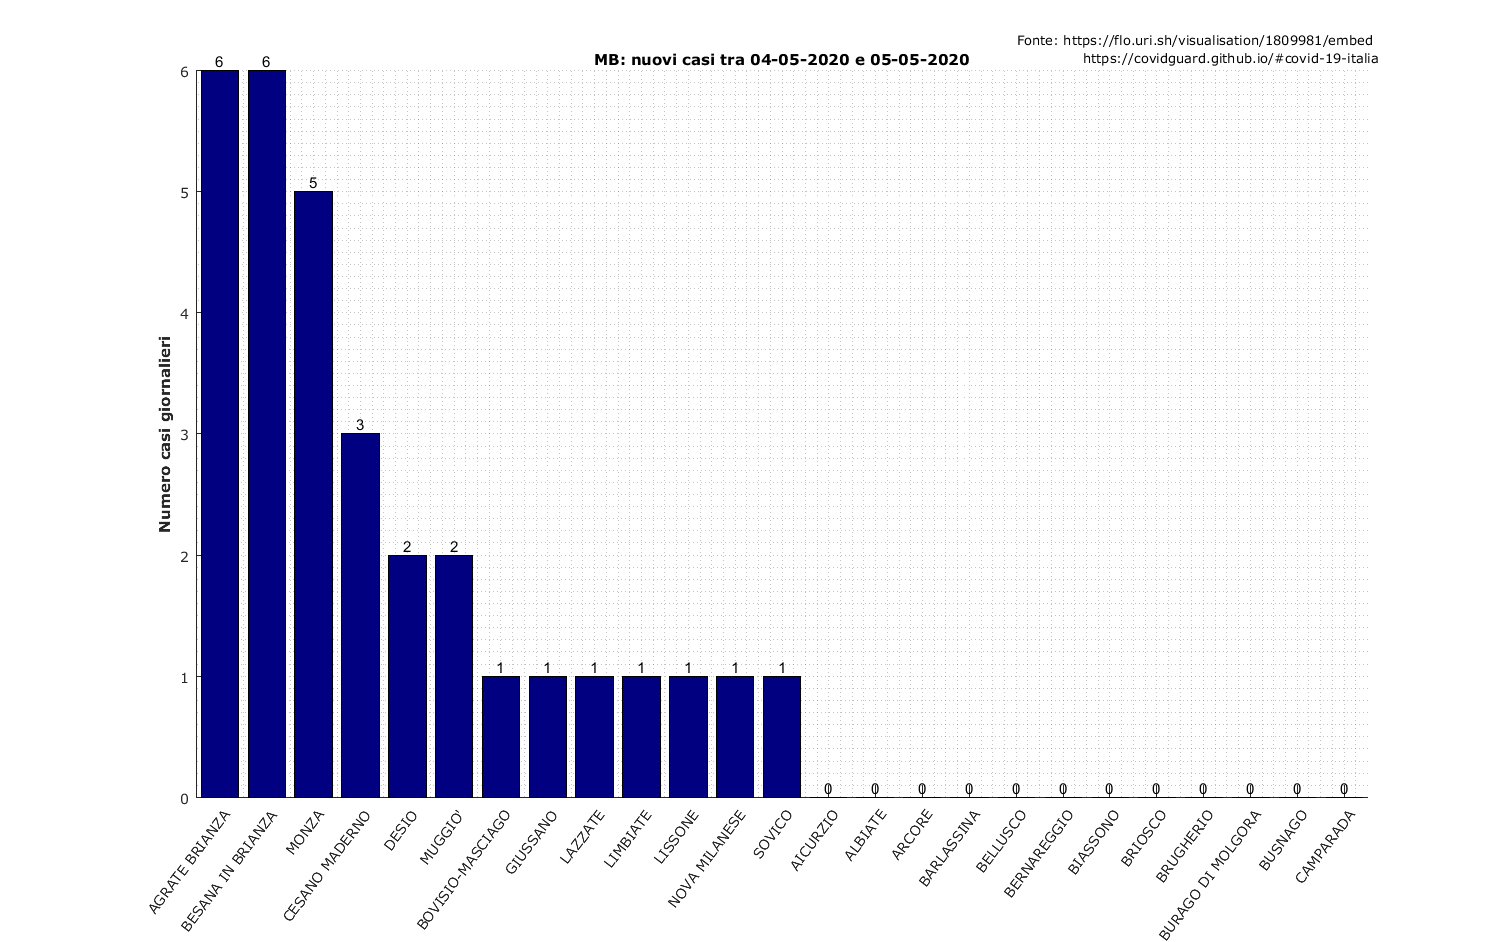 Fonte: https://flo.uri.sh/visualisation/1809981/embed
https://covidguard.github.io/#covid-19-italia
MB: nuovi casi tra 04-05-2020 e 05-05-2020
Numero casi giornalieri
6
5
4
3
2
1
0
6
6
5
3
2
2
1
1
1
1
1
1
1
0
0
0
0
0
0
0
0
0
0
0
0
AGRATE BRIANZA
BESANA IN BRIANZA
MONZA
CESANO MADERNO
DESIO
MUGGIO'
BOVISIO-MASCIAGO
GIUSSANO
LAZZATE
LIMBIATE
LISSONE
NOVA MILANESE
SOVICO
AICURZIO
ALBIATE
ARCORE
BARLASSINA
BELLUSCO
BERNAREGGIO
BIASSONO
BRIOSCO
BRUGHERIO
BURAGO DI MOLGORA
BUSNAGO
CAMPARADA